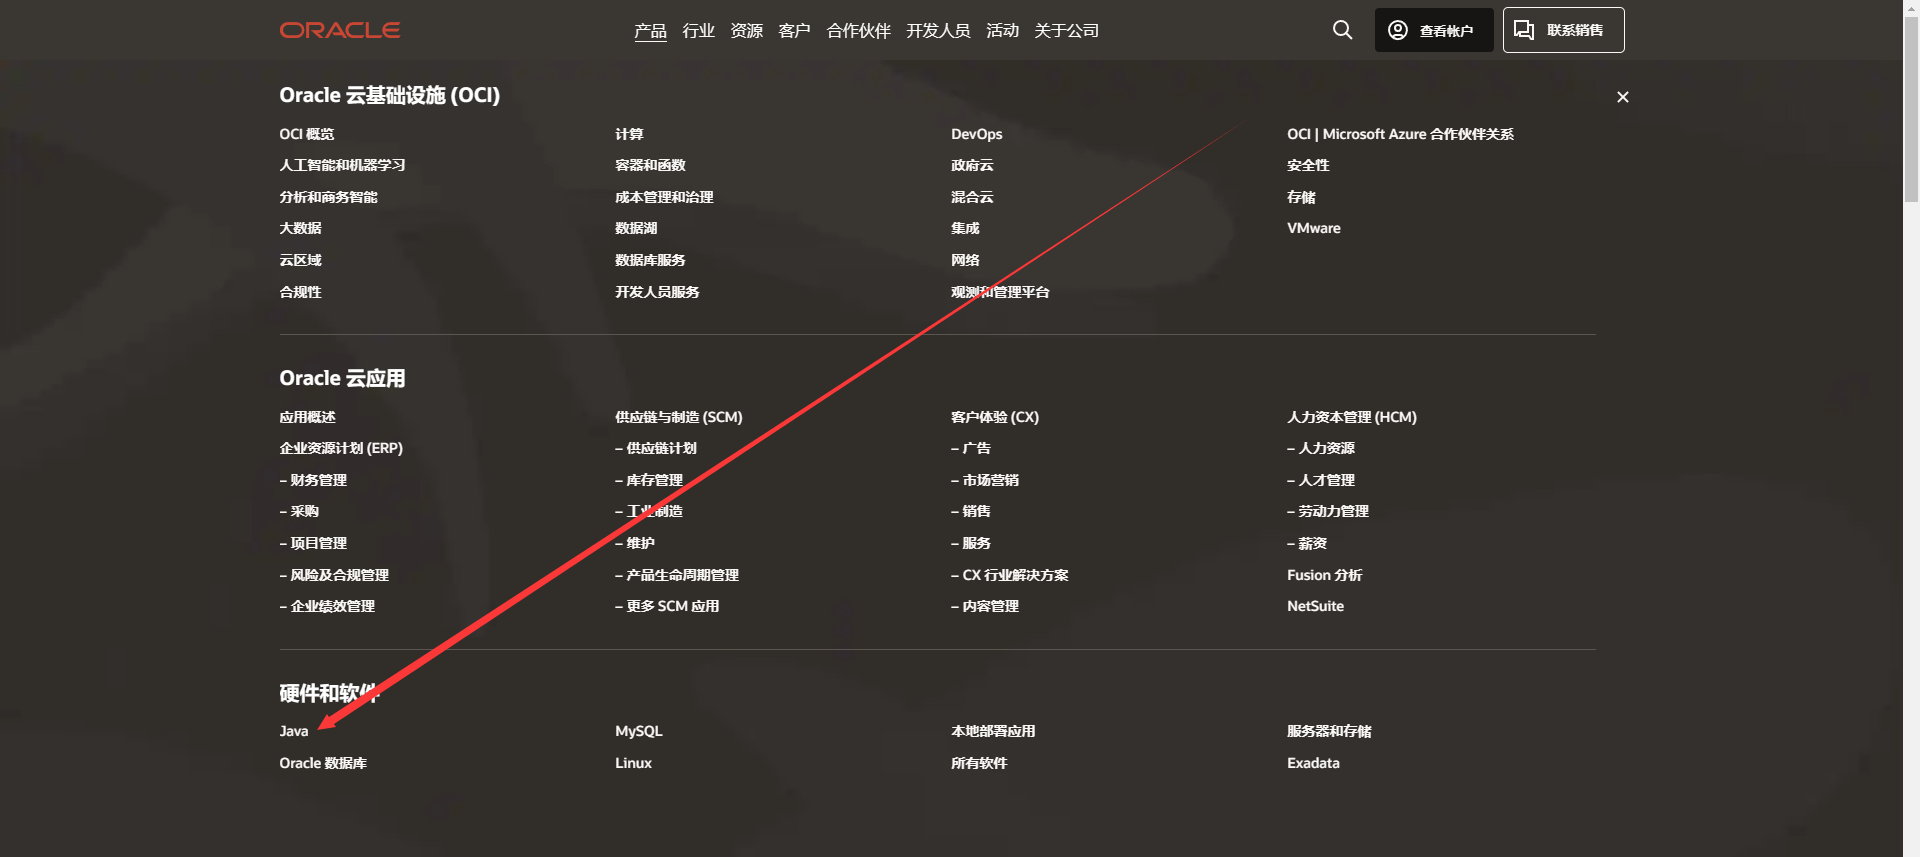 ORACLE
产品 行业 资源 客户 合作伙伴 开发人员 活动 关于公司
查看帐户
联系销售
Oracle 云基础设施 (OCI)
OCI 概览
人工智能和机器学习
分析和商务智能
大数据
云区域
合规性
计算
容器和函数
成本管理和治理
数据湖
数据库服务
开发人员服务
DevOps
政府云
混合云
集成
网络
观测和管理平台
OCI | Microsoft Azure 合作伙伴关系
安全性
存储
VMware
Oracle 云应用
应用概述
企业资源计划 (ERP)
– 财务管理
– 采购
– 项目管理
– 风险及合规管理
– 企业绩效管理
供应链与制造 (SCM)
– 供应链计划
– 库存管理
– 工业制造
– 维护
– 产品生命周期管理
– 更多 SCM 应用
客户体验 (CX)
– 广告
– 市场营销
– 销售
– 服务
– CX 行业解决方案
– 内容管理
人力资本管理 (HCM)
– 人力资源
– 人才管理
– 劳动力管理
– 薪资
Fusion 分析
NetSuite
硬件和软件
Java
Oracle 数据库
MySQL
Linux
本地部署应用
所有软件
服务器和存储
Exadata